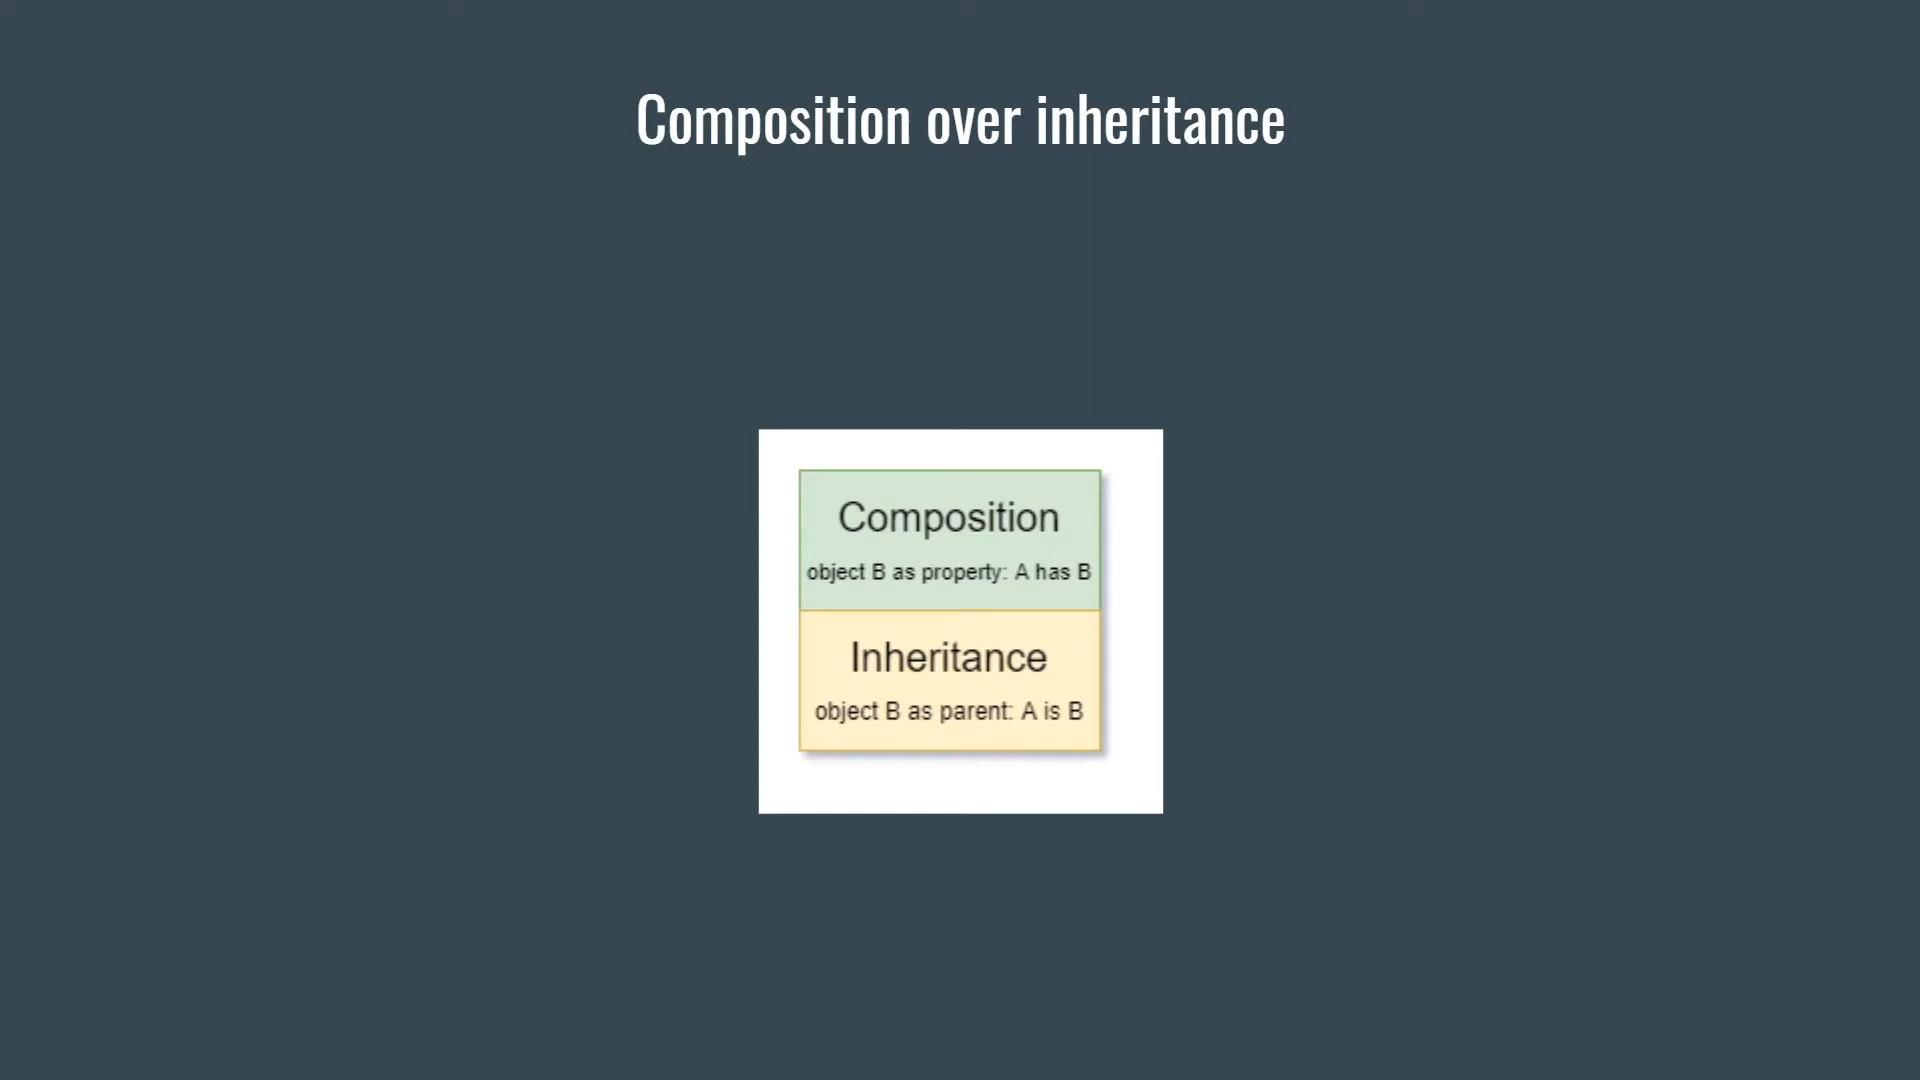 Composition over inheritance
Composition
object B as property: A has B
Inheritance
object B as parent: A is B